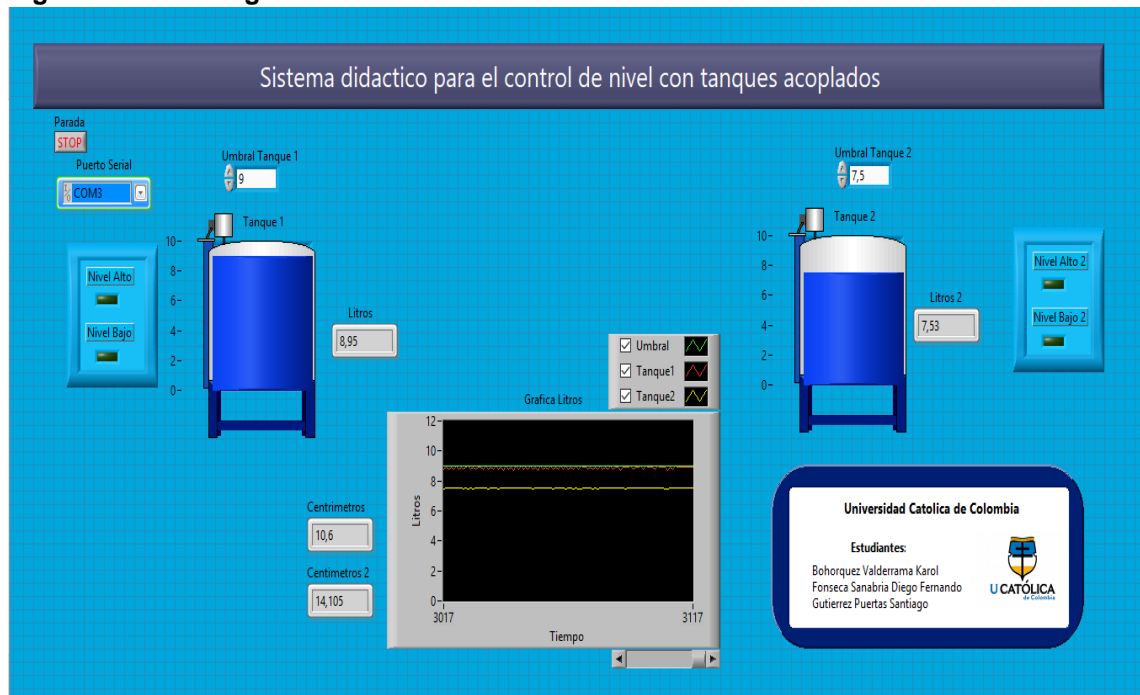 Sistema didactico para el control de nivel con tanques acoplados
Parada
STOP
Puerto Serial
COM3
Umbral Tanque 1
9
Tanque 1
10
8
6
4
2
0
Nivel Alto
Nivel Bajo
Litros
8,95
Umbral Tanque 2
7,5
Tanque 2
10
8
6
4
2
0
Litros 2
7,53
Nivel Alto 2
Nivel Bajo 2
Umbral
Tanque1
Tanque2
Grafica Litros
12
10
8
6
4
2
0
Litros
3017
3117
Tiempo
Centrimetros
10,6
Centimetros 2
14,105
Universidad Catolica de Colombia
Estudiantes:
Bohorquez Valderrama Karol
Fonseca Sanabria Diego Fernando
Gutierrez Puertas Santiago
U CATÓLICA
de Colombia